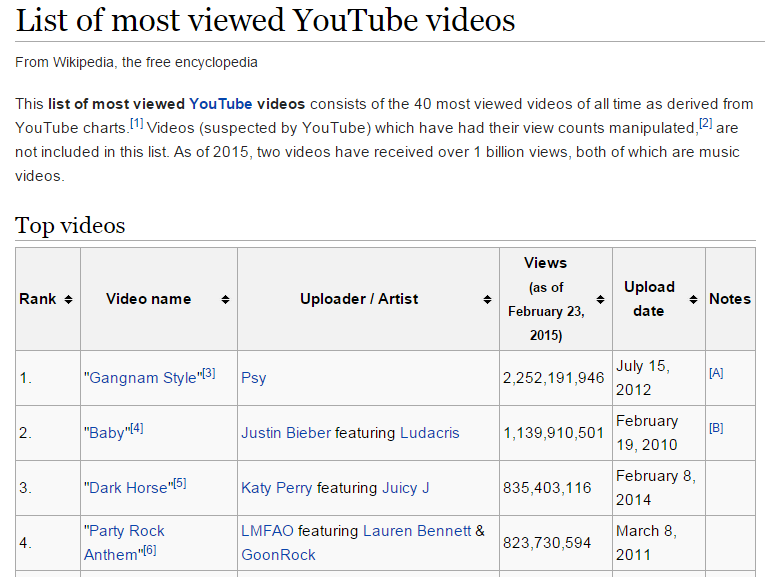 List of most viewed YouTube videos
From Wikipedia, the free encyclopedia
This list of most viewed YouTube videos consists of the 40 most viewed videos of all time as derived from
YouTube charts.[1] Videos (suspected by YouTube) which have had their view counts manipulated,[2] are
not included in this list. As of 2015, two videos have received over 1 billion views, both of which are music
videos.
Top videos
Rank Video name Uploader / Artist Views (as of February 23, 2015) Upload date Notes
1. "Gangnam Style"[3] Psy 2,252,191,946 July 15, 2012 [A]
2. "Baby"[4] Justin Bieber featuring Ludacris 1,139,910,501 February 19, 2010 [B]
3. "Dark Horse"[5] Katy Perry featuring Juicy J 835,403,116 February 8, 2014
4. "Party Rock Anthem"[6] LMFAO featuring Lauren Bennett & GoonRock 823,730,594 March 8, 2011